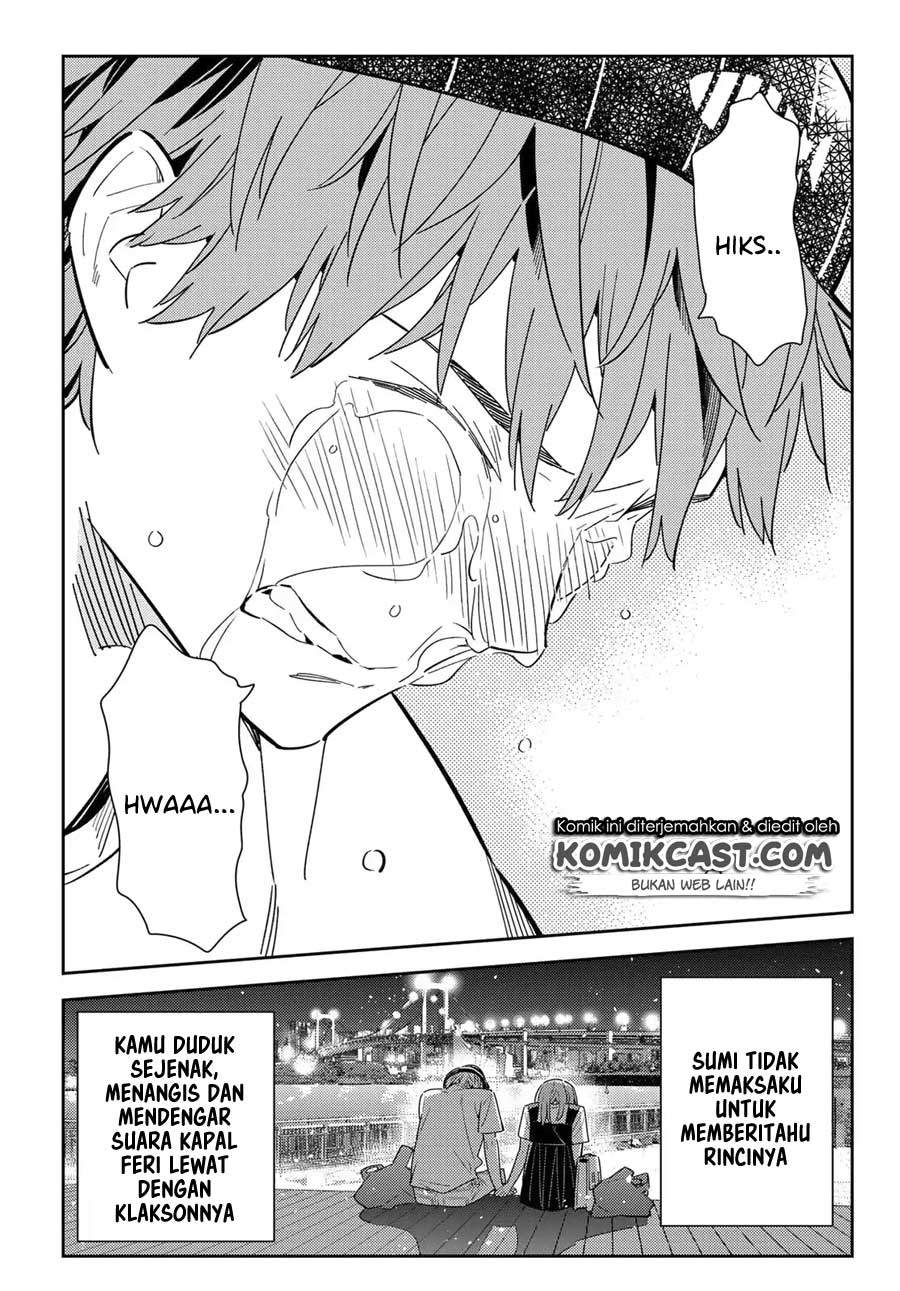 HIKS..
HWAAA...
Komik ini diterjemahkan & diedit oleh
KOMIKCAST.COM
BUKAN WEB LAIN!!
SUMI TIDAK
MEMAKSAKU
UNTUK
MEMBERITAHU
RINCINYA
KAMU DUDUK
SEJENAK,
MENANGIS DAN
MENDENGAR
SUARA KAPAL
FERI LEWAT
DENGAN
KLAKSONNYA